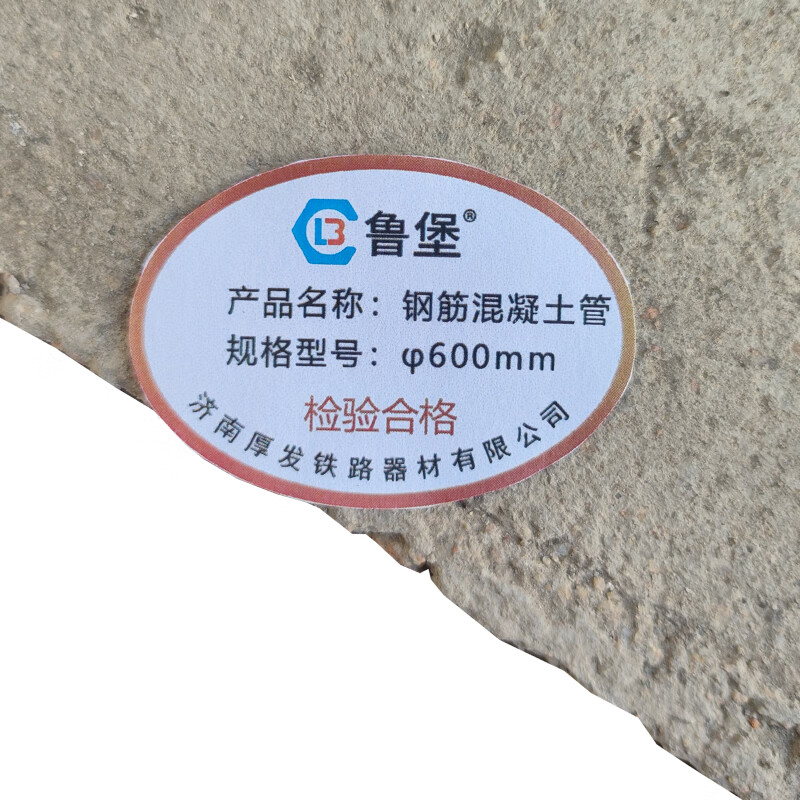 LB 鲁堡®
产品名称：钢筋混凝土管
规格型号：φ600mm
检验合格
济南厚发铁路器材有限公司